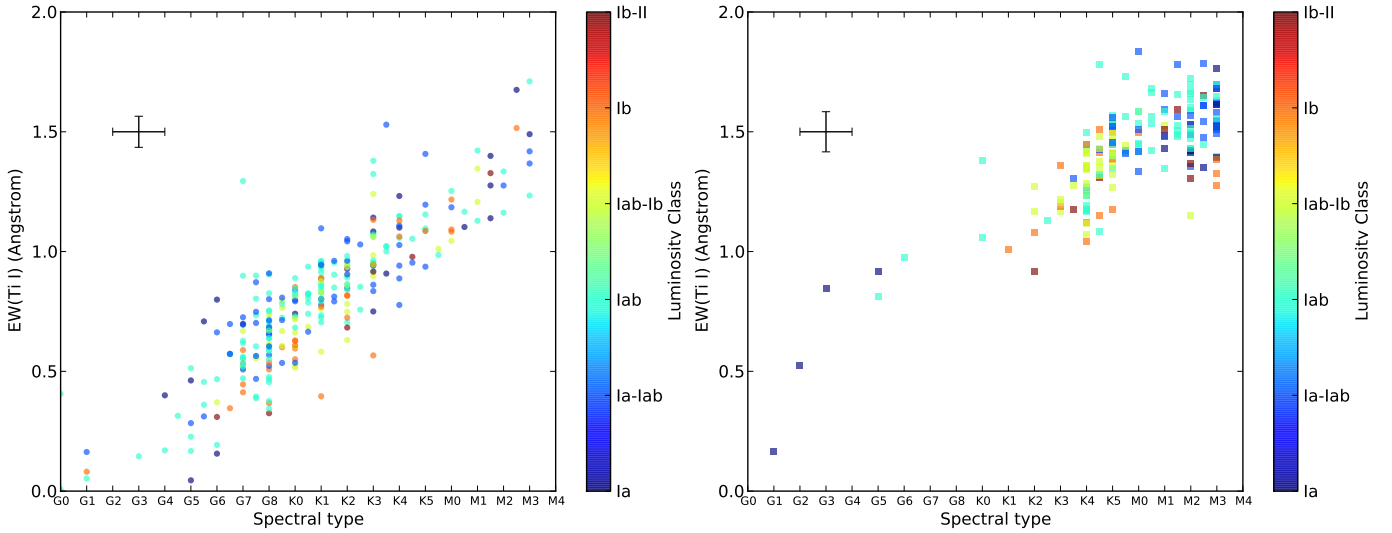 2.0
1.5
1.0
0.5
0.0
EW(Ti I) (Angstrom)
G0 G1 G2 G3 G4 G5 G6 G7 G8 K0 K1 K2 K3 K4 K5 M0 M1 M2 M3 M4
Spectral type
Ib-II
Ib
Iab-Ib
Iab
Ia-Iab
Ia
Luminosity Class
2.0
1.5
1.0
0.5
0.0
EW(Ti I) (Angstrom)
G0 G1 G2 G3 G4 G5 G6 G7 G8 K0 K1 K2 K3 K4 K5 M0 M1 M2 M3 M4
Spectral type
Ib-II
Ib
Iab-Ib
Iab
Ia-Iab
Ia
Luminosity Class